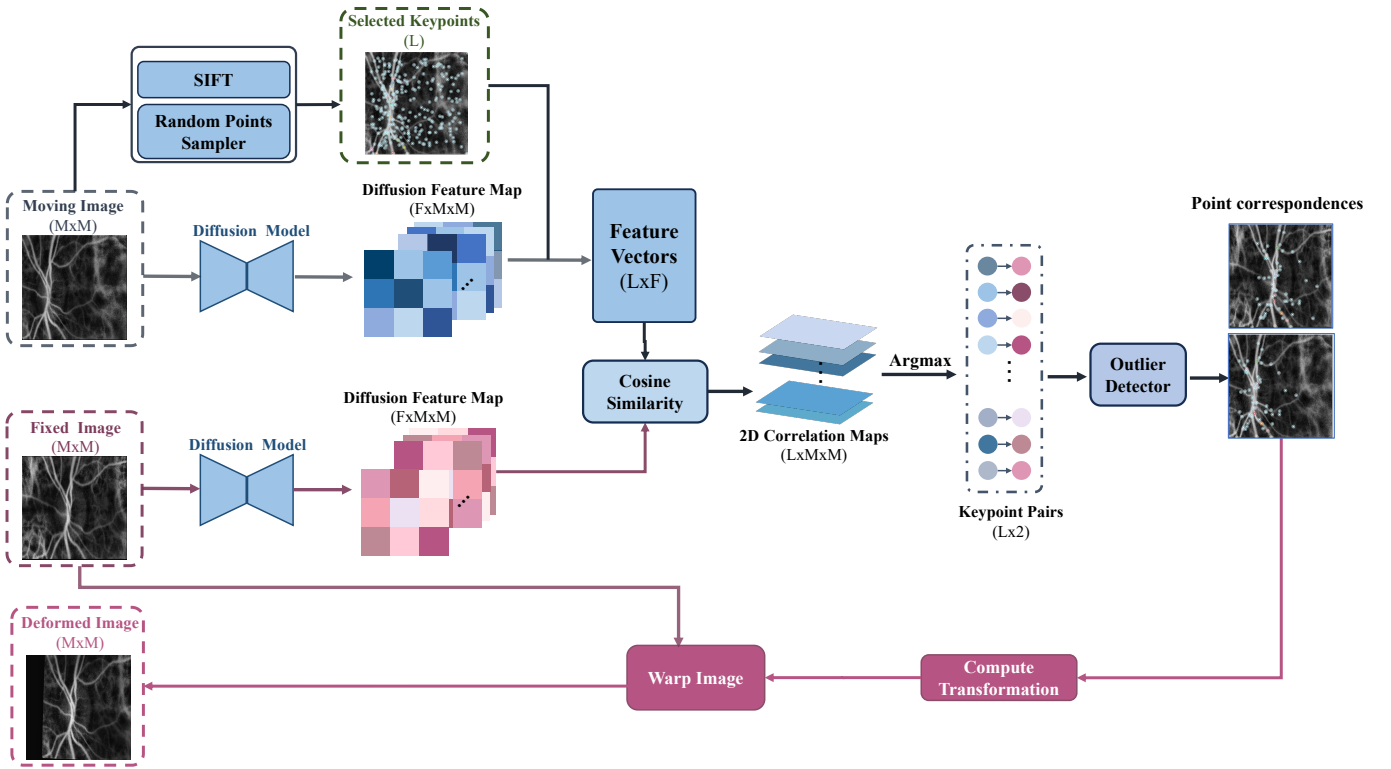 Selected Keypoints
(L)
SIFT
Random Points
Sampler
Moving Image
(MxM)
Diffusion Model
Diffusion Feature Map
(FxMxM)
Feature
Vectors
(LxF)
Point correspondences
Cosine
Similarity
Argmax
Outlier
Detector
2D Correlation Maps
(LxMxM)
Keypoint Pairs
(Lx2)
Fixed Image
(MxM)
Diffusion Model
Diffusion Feature Map
(FxMxM)
Deformed Image
(MxM)
Warp Image
Compute
Transformation